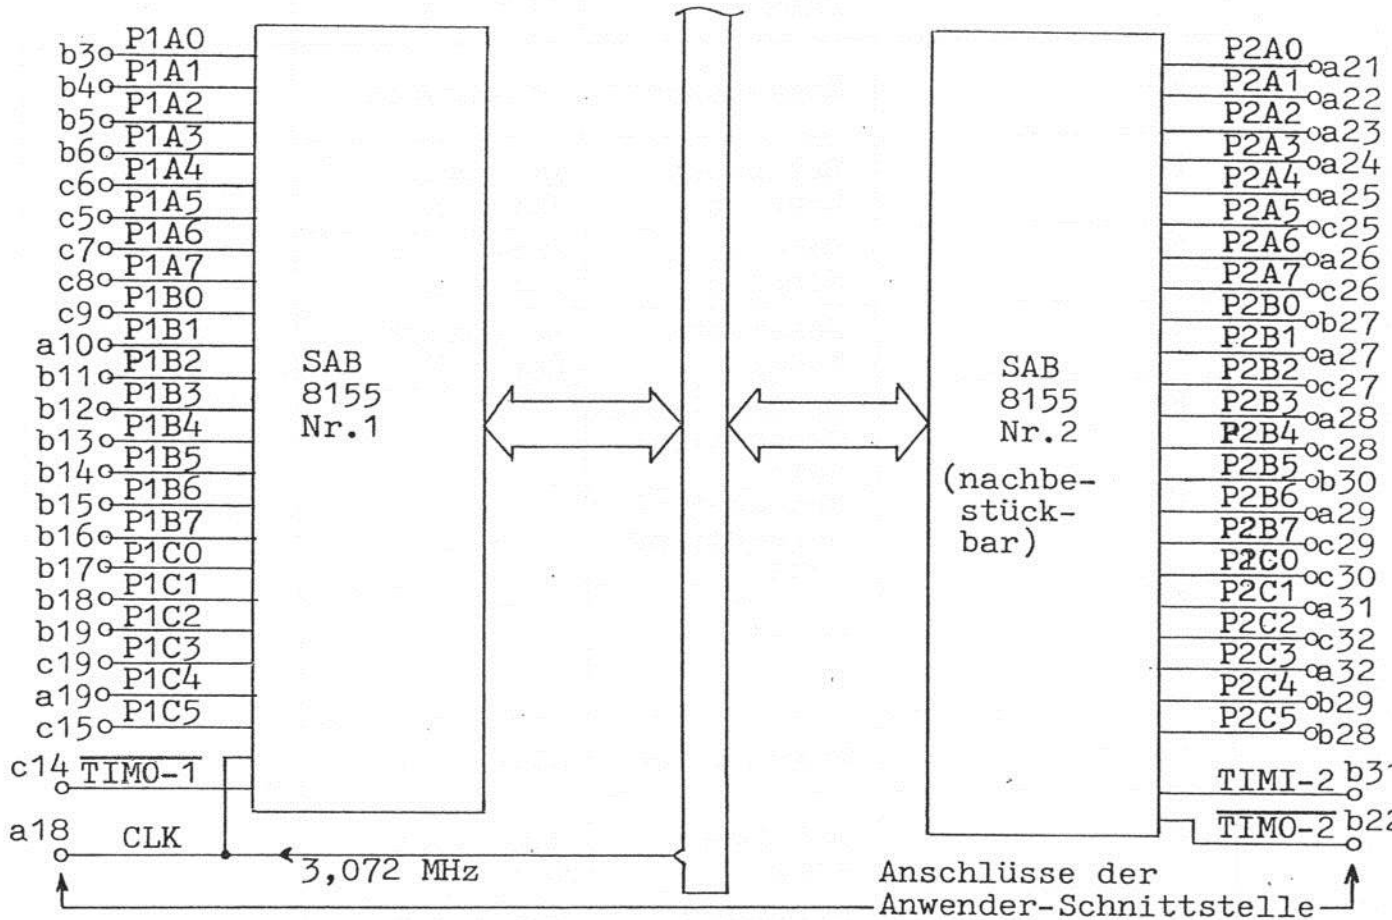 b3 P1A0
b4 P1A1
b5 P1A2
b6 P1A3
c6 P1A4
c5 P1A5
c7 P1A6
c8 P1A7
c9 P1B0
a10 P1B1
b11 P1B2
b12 P1B3
b13 P1B4
b14 P1B5
b15 P1B6
b16 P1B7
b17 P1C0
b18 P1C1
b19 P1C2
c19 P1C3
a19 P1C4
c15 P1C5
c14 TIMO-1
a18 CLK
3,072 MHz
SAB
8155
Nr.1
SAB
8155
Nr.2
(nachbe-
stück-
bar)
P2A0 a21
P2A1 a22
P2A2 a23
P2A3 a24
P2A4 a25
P2A5 c25
P2A6 a26
P2A7 c26
P2B0 b27
P2B1 a27
P2B2 c27
P2B3 a28
P2B4 c28
P2B5 b30
P2B6 a29
P2B7 c29
P2C0 c30
P2C1 a31
P2C2 c32
P2C3 a32
P2C4 b29
P2C5 b28
TIMI-2 b31
TIMO-2 b22
Anschlüsse der
Anwender-Schnittstelle